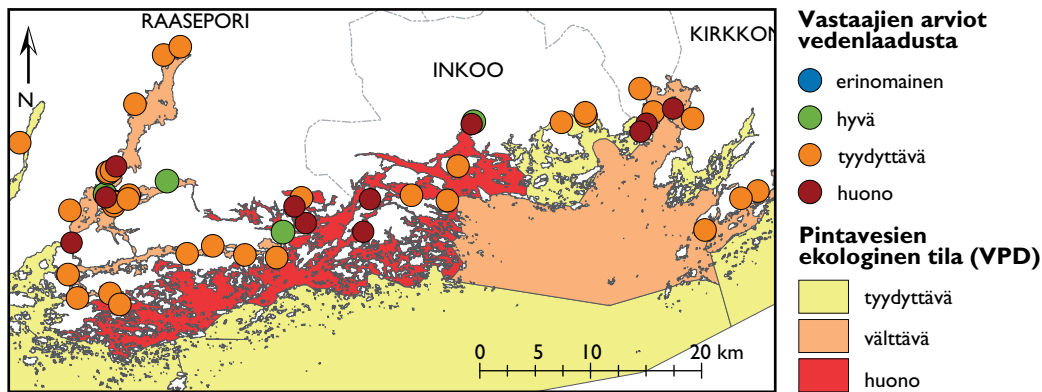 RAASEPORI
INKOO
KIRKKON
N
0 5 10 20 km
Vastaajien arviot
vedenlaadusta
erinomainen
hyvä
tyydyttävä
huono
Pintavesien
ekologinen tila (VPD)
tyydyttävä
välttävä
huono